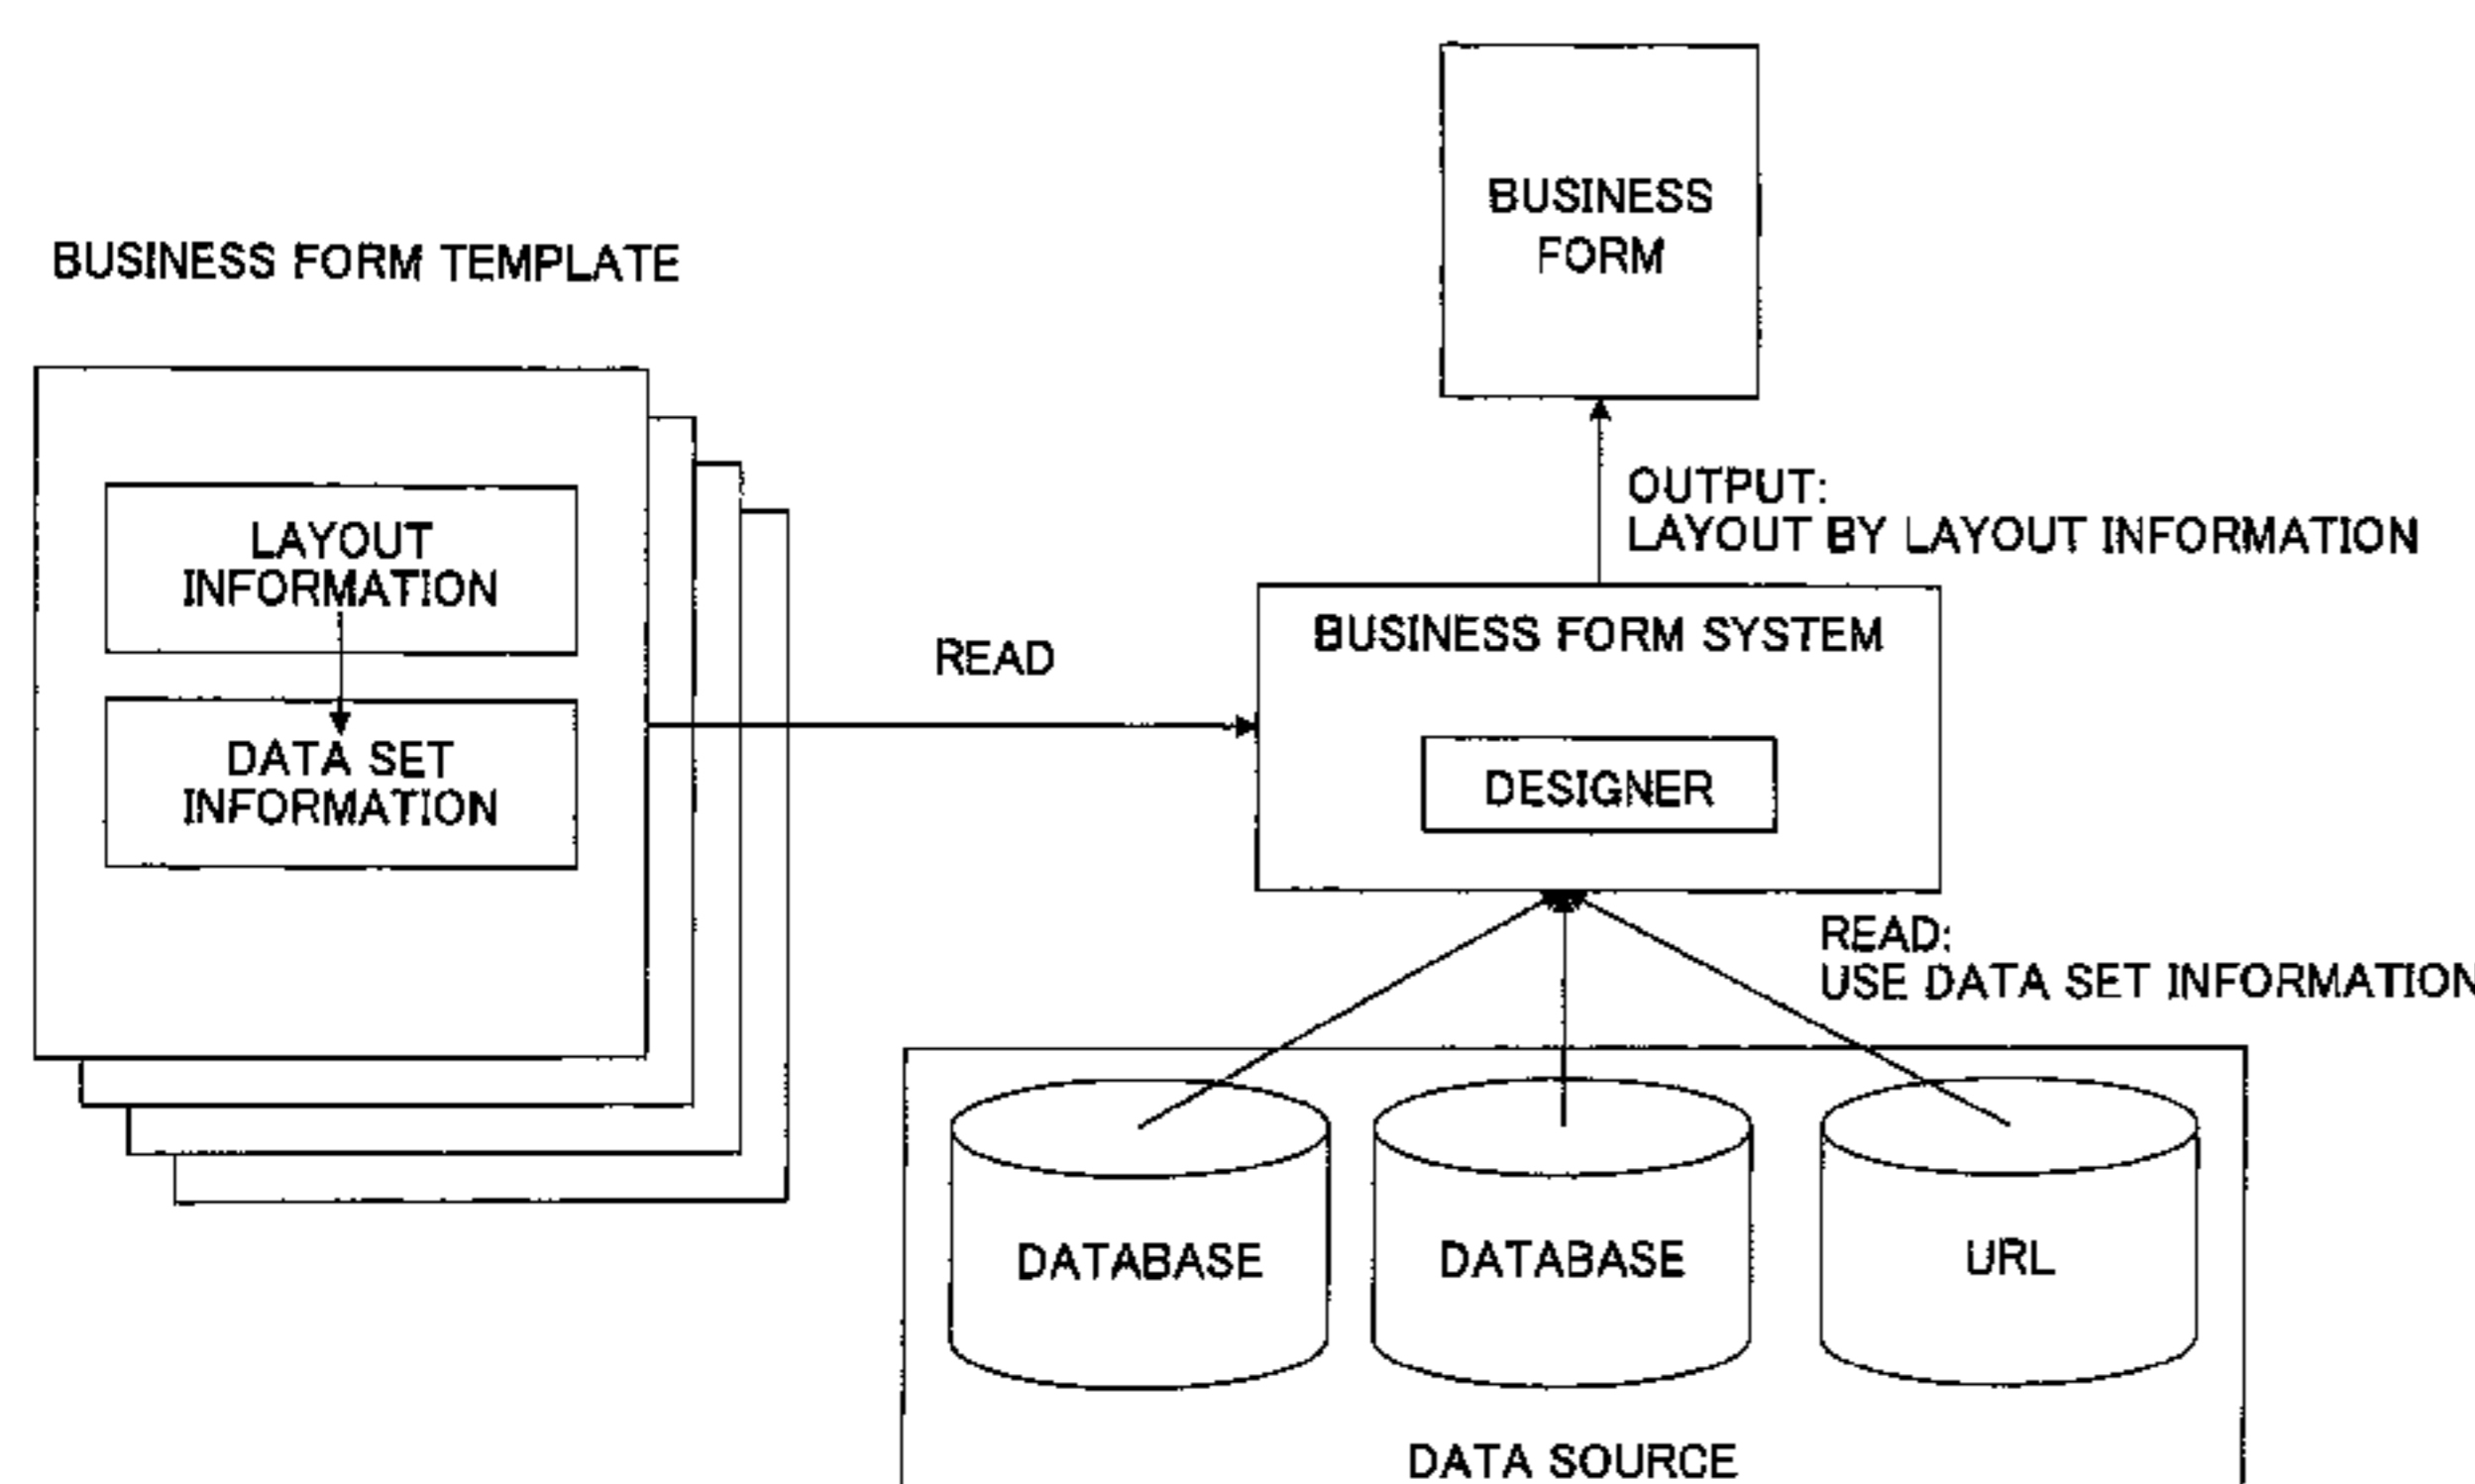 BUSINESS
FORM
BUSINESS FORM TEMPLATE
LAYOUT
INFORMATION
DATA SET
INFORMATION
READ
OUTPUT:
LAYOUT BY LAYOUT INFORMATION
BUSINESS FORM SYSTEM
DESIGNER
READ:
USE DATA SET INFORMATION
DATABASE
DATABASE
URL
DATA SOURCE